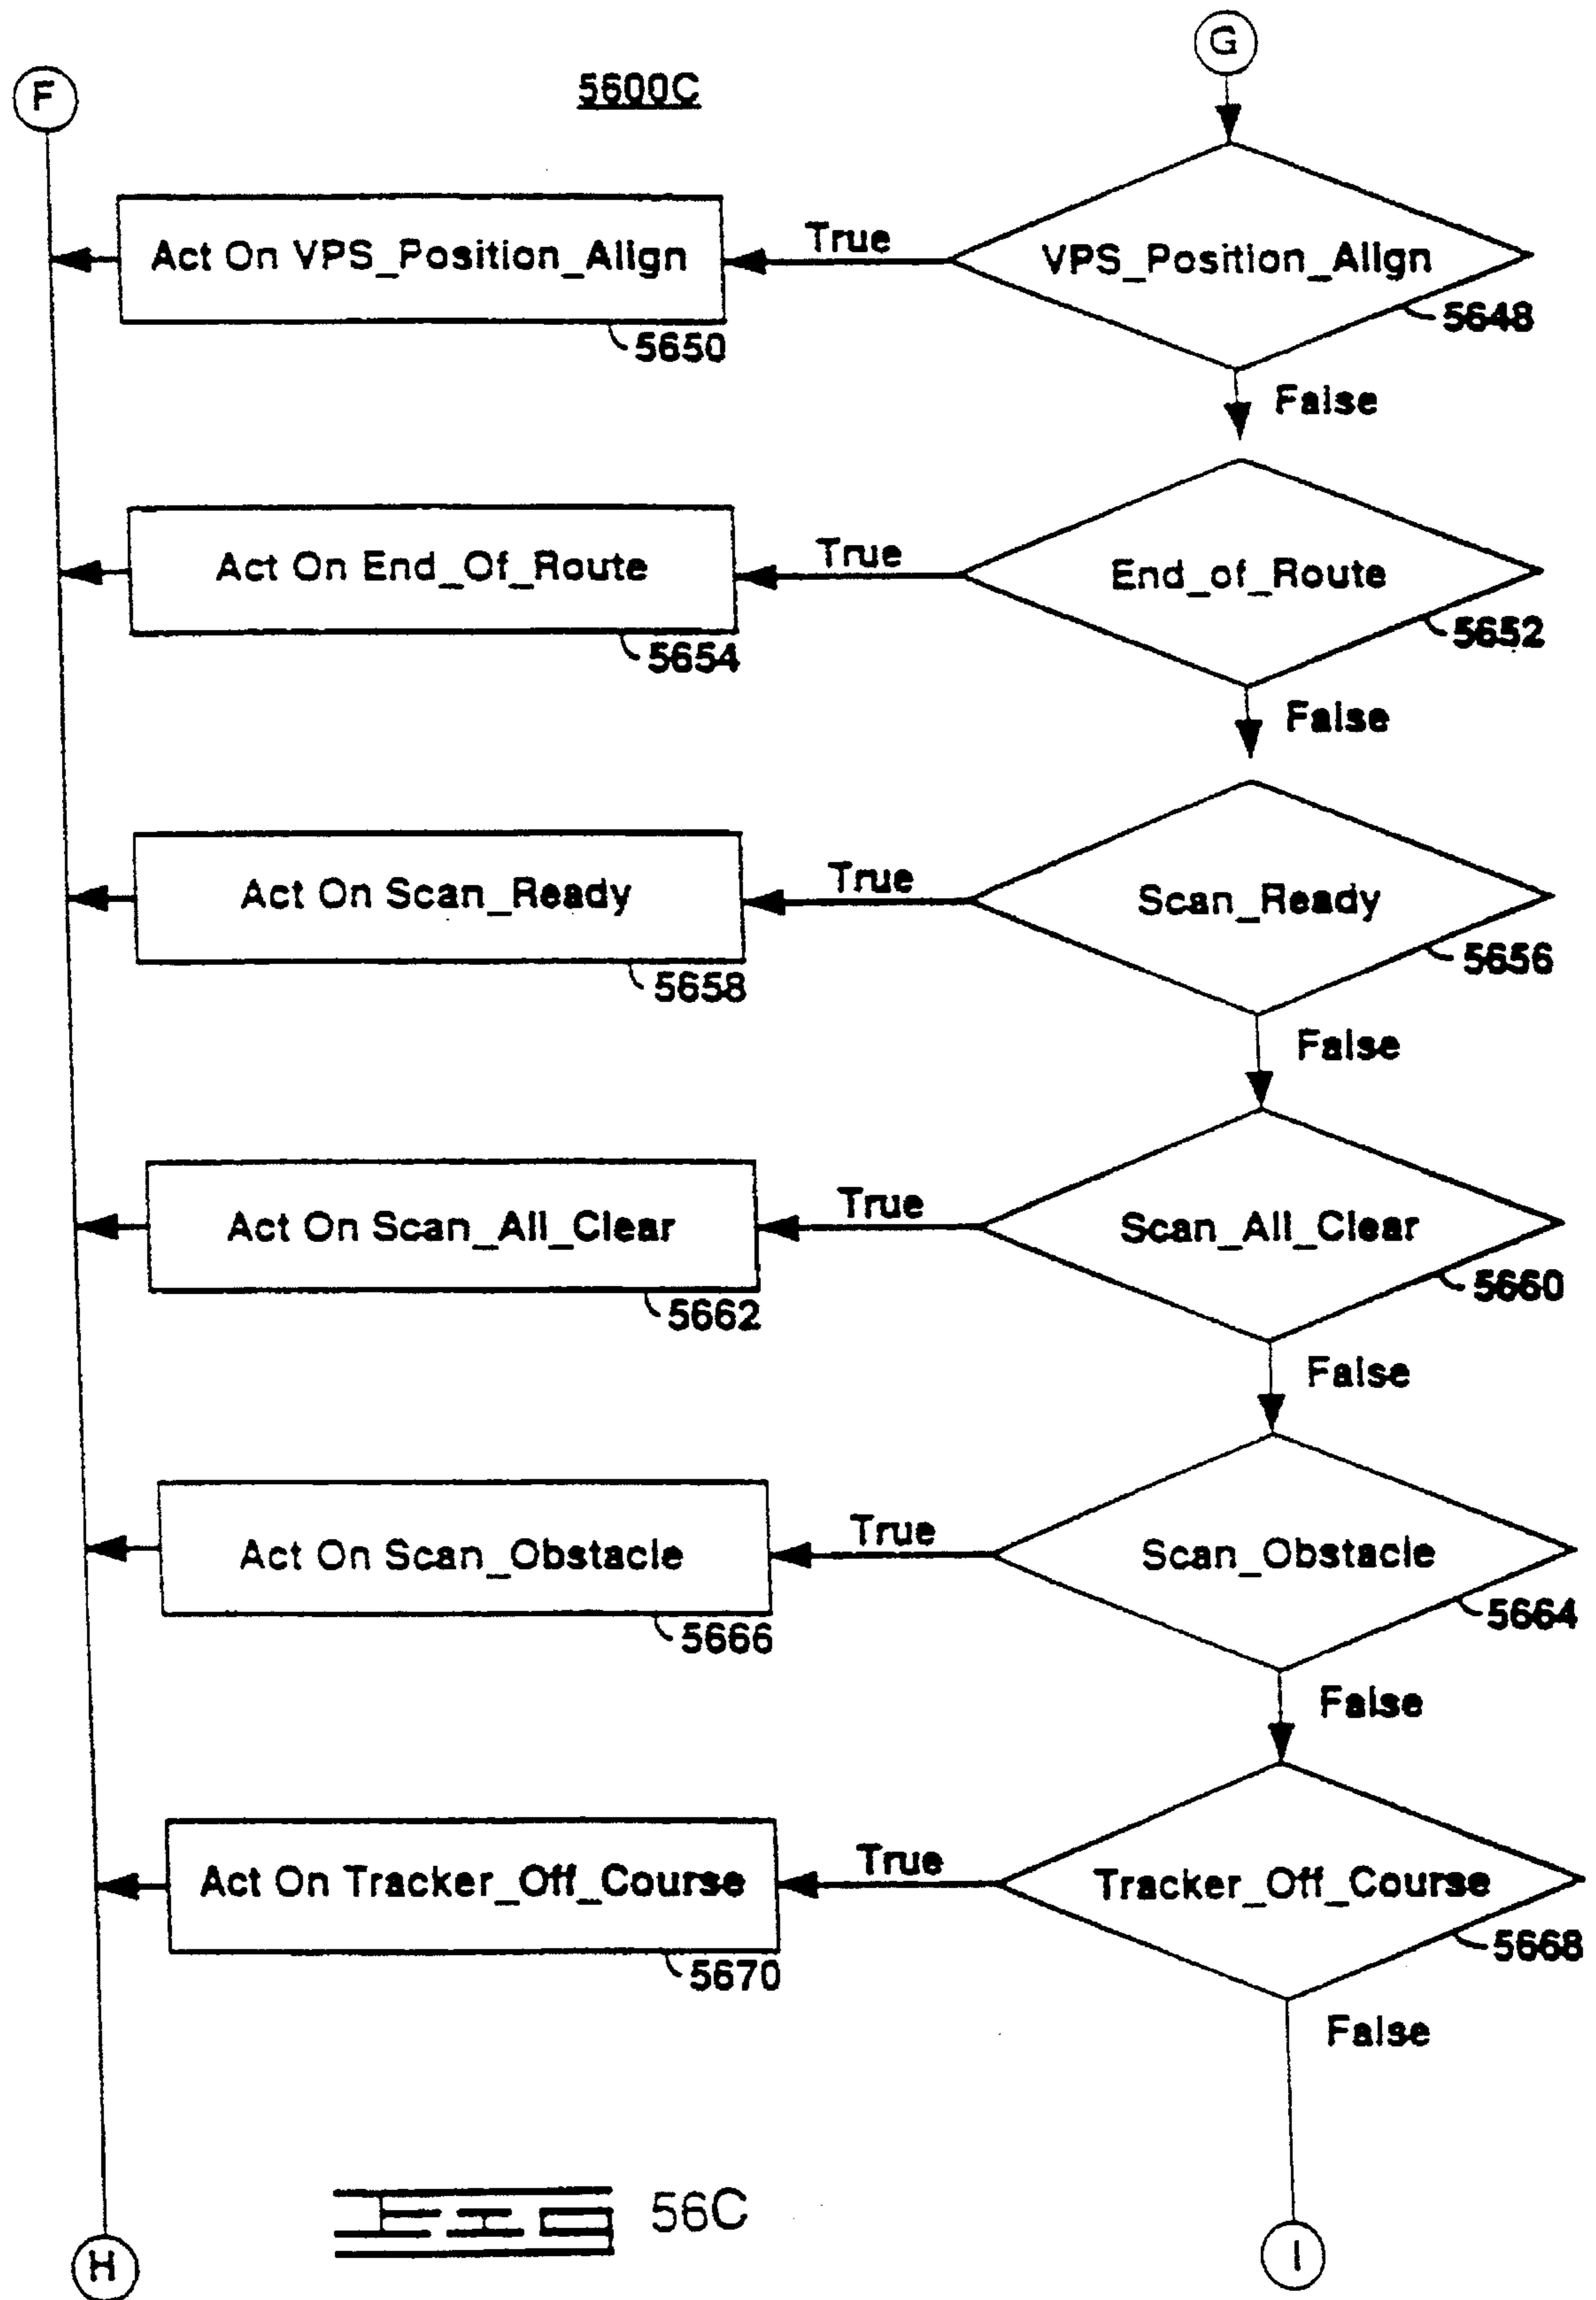 G
F
5600C
Act On VPS_Position_Align
True
VPS_Position_Align
5648
5650
False
Act On End_Of_Route
True
End_of_Route
5652
5654
False
Act On Scan_Ready
True
Scan_Ready
5656
5658
False
Act On Scan_All_Clear
True
Scan_All_Clear
5660
5662
False
Act On Scan_Obstacle
True
Scan_Obstacle
5664
5666
False
Act On Tracker_Off_Course
True
Tracker_Off_Course
5668
5670
False
FIG 56C
H
I